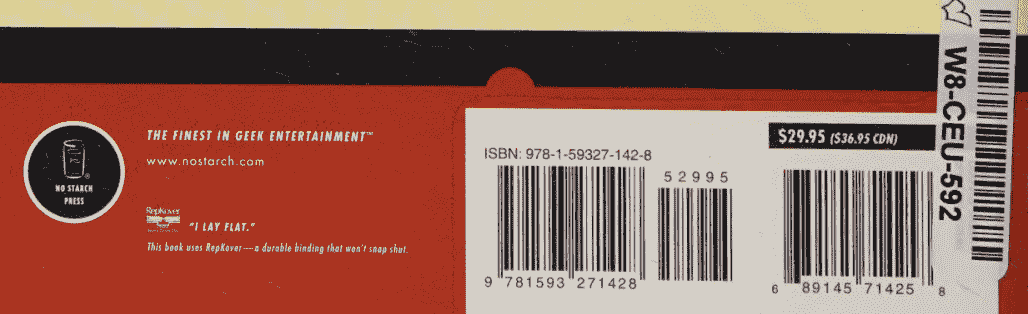 THE FINEST IN GEEK ENTERTAINMENT™
www.nostarch.com
NO STARCH
PRESS
RepKover
"I LAY FLAT."
This book uses RepKover—a durable binding that won't snap shut.
ISBN: 978-1-59327-142-8
52995
9 781593 271428
$29.95 ($36.95 CDN)
6 89145 71425 8
W8-CEU-592